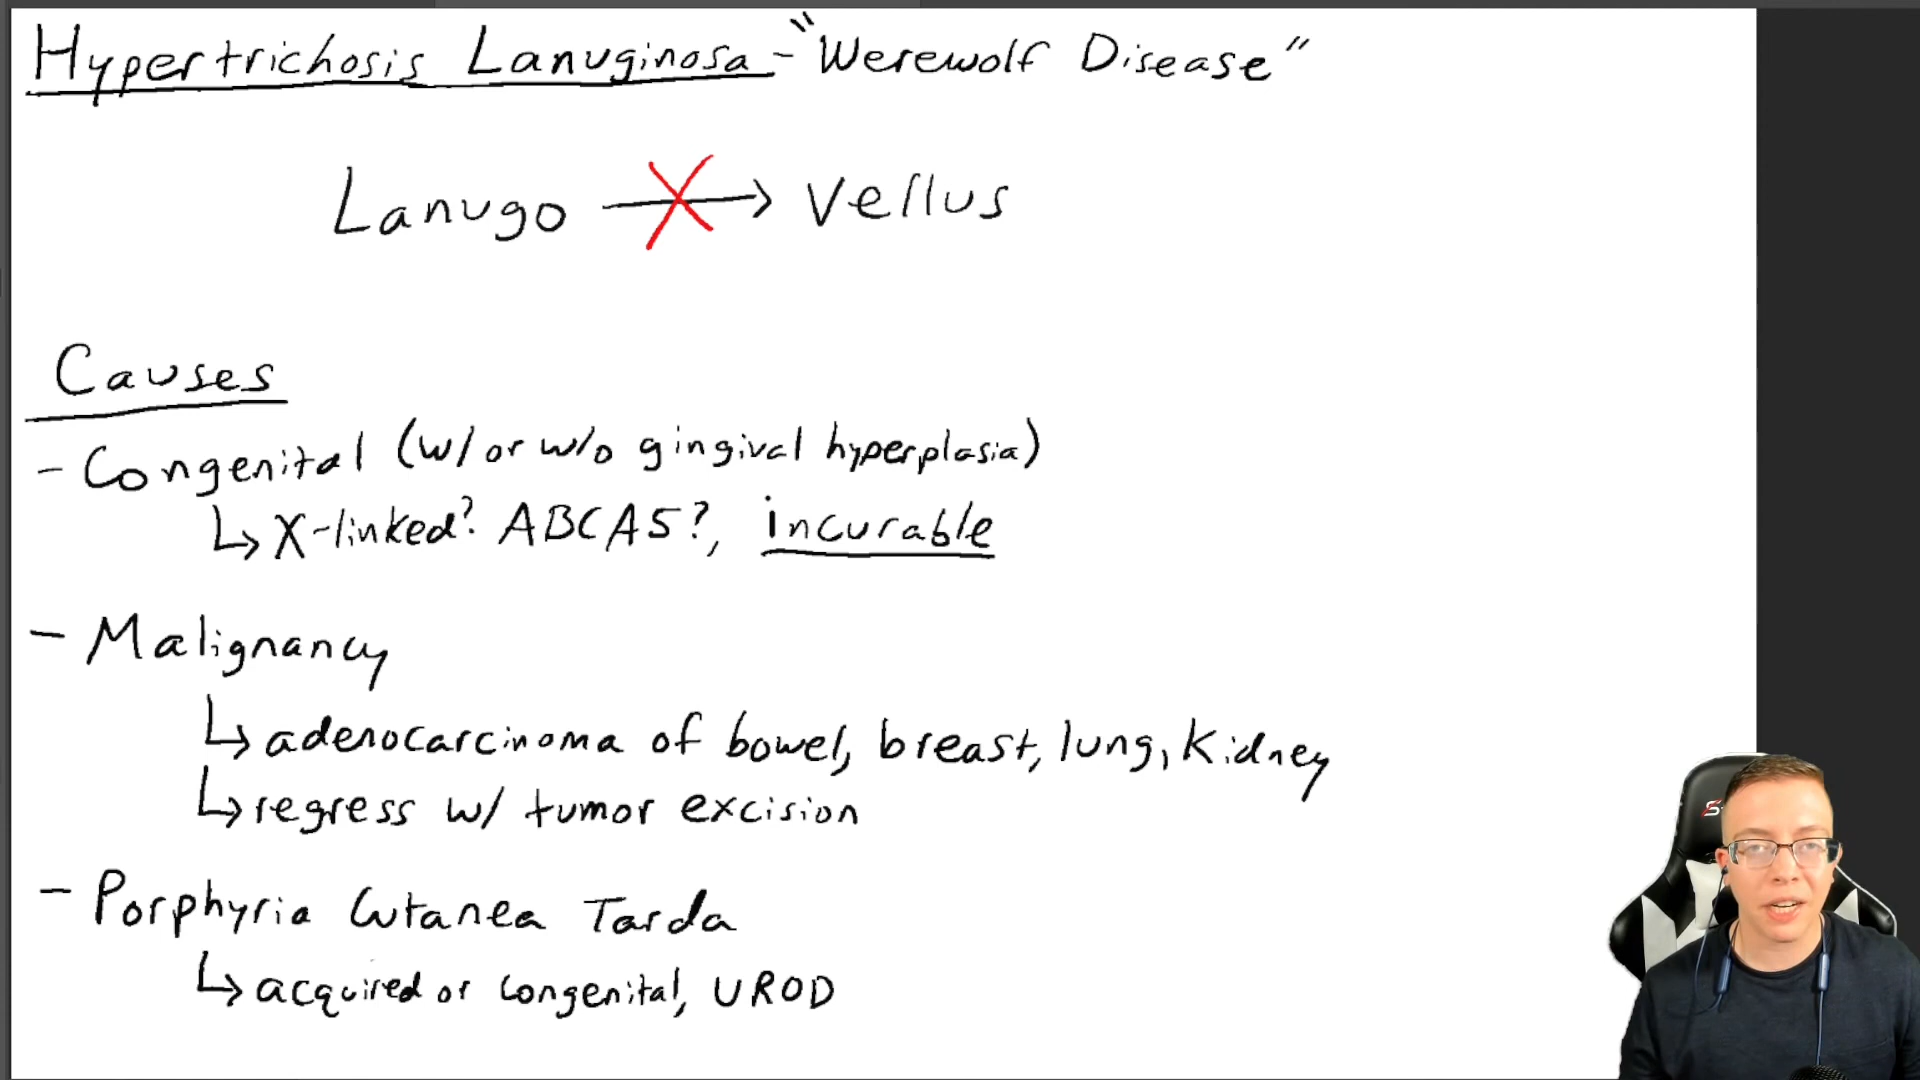 Hypertrichosis Lanuginosa - "Werewolf Disease"
Lanugo → Vellus
Causes
- Congenital (w/ or w/o gingival hyperplasia)
↳ X-linked? ABCA5?, incurable
- Malignancy
↳ adenocarcinoma of bowel, breast, lung, kidney
↳ regress w/ tumor excision
- Porphyria Cutanea Tarda
↳ acquired or congenital, UROD